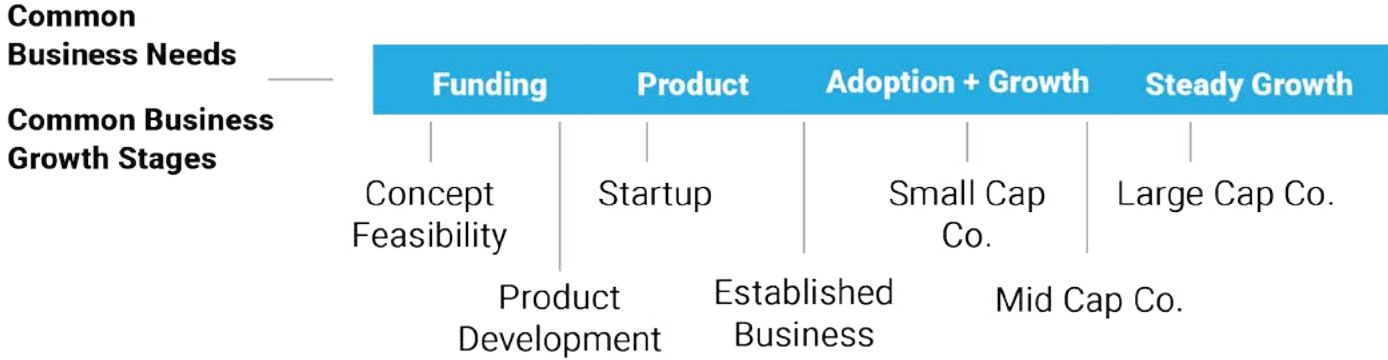 Common
Business Needs
Common Business
Growth Stages
Funding
Product
Adoption + Growth
Steady Growth
Concept
Feasibility
Product
Development
Startup
Established
Business
Small Cap
Co.
Mid Cap Co.
Large Cap Co.